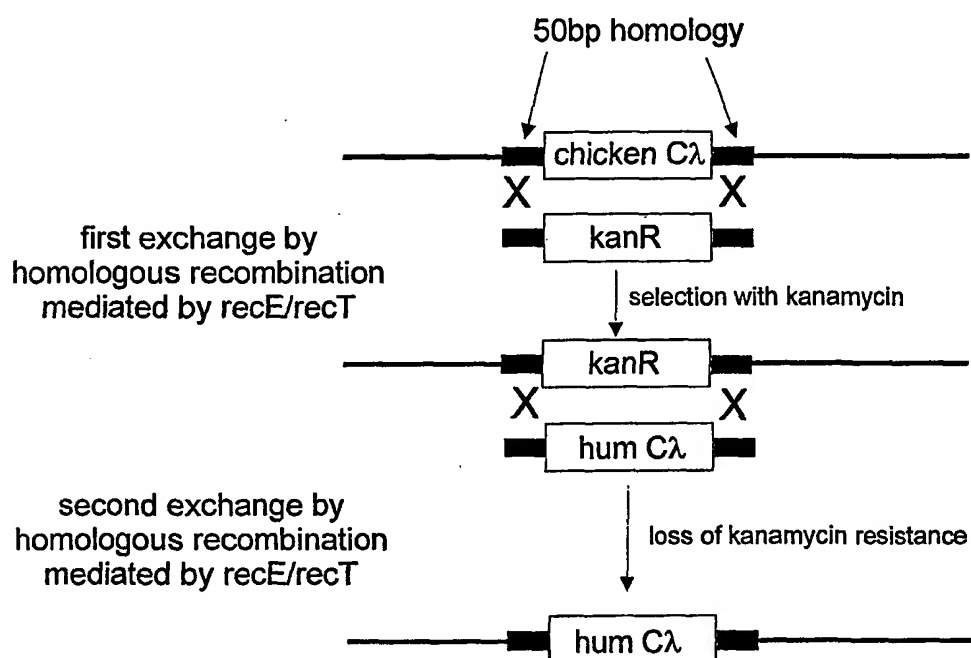 50bp homology
chicken Cλ
X X
kanR
first exchange by
homologous recombination
mediated by recE/recT
selection with kanamycin
kanR
X X
hum Cλ
second exchange by
homologous recombination
mediated by recE/recT
loss of kanamycin resistance
hum Cλ